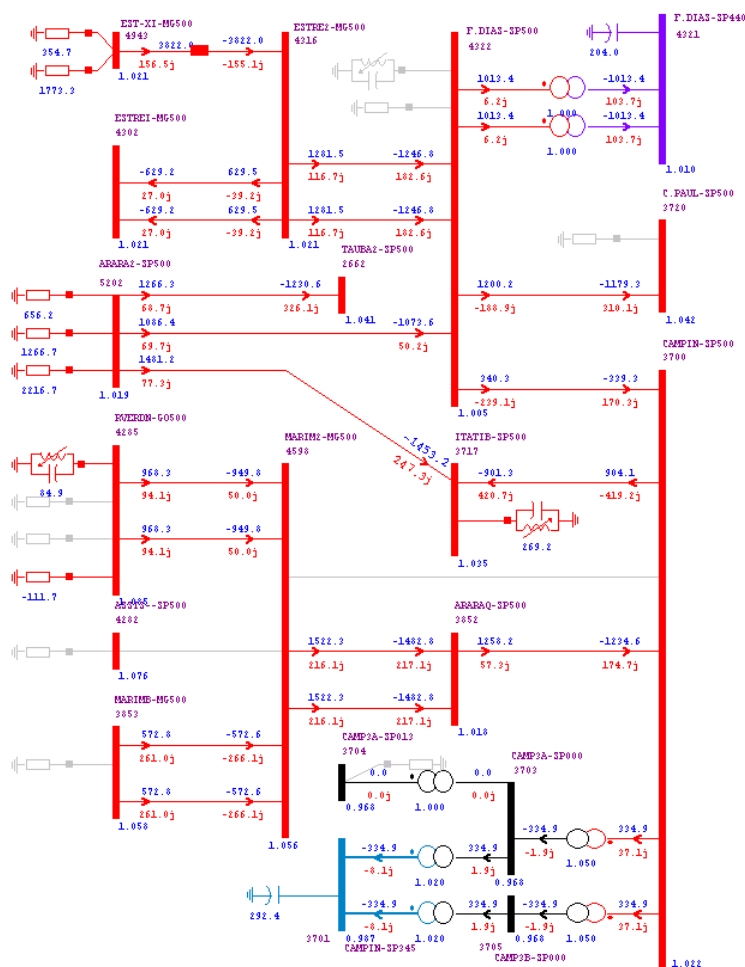 EST-XI-MG500
4943
354.7
3822.0
-3822.0
156.5j
-155.1j
1773.3
1.021
ESTRE2-MG500
4316
F.DIAS-SP500
4322
F.DIAS-SP440
4321
204.0
1013.4
-1013.4
6.2j
1.000
103.7j
1013.4
-1013.4
6.2j
1.000
103.7j
1.010
ESTREI-MG500
4302
-629.2
629.5
27.0j
-39.2j
-629.2
629.5
27.0j
-39.2j
1.021
1.021
1281.5
-1246.8
116.7j
182.6j
1281.5
-1246.8
116.7j
182.6j
C.PAUL-SP500
3720
1200.2
-1179.3
-188.9j
310.1j
1.042
ARARA2-SP500
5202
656.2
1266.7
2216.7
1.019
1266.3
-1230.6
68.7j
326.1j
TAUBA2-SP500
2662
1.041
1086.4
-1073.6
69.7j
50.2j
1481.2
77.3j
-1453.2
247.3j
340.3
-339.3
-239.1j
170.3j
1.005
CAMPIN-SP500
3700
RVERDN-GO500
4285
84.9
-111.7
1.085
968.3
-949.8
94.1j
50.0j
968.3
-949.8
94.1j
50.0j
MARIM2-MG500
4598
ITATIB-SP500
3717
-901.3
904.1
420.7j
-419.2j
269.2
1.035
ASSIS--SP500
4282
1.076
ARARAQ-SP500
3852
1522.3
-1482.8
216.1j
217.1j
1522.3
-1482.8
216.1j
217.1j
1.018
1258.2
-1234.6
57.3j
174.7j
MARIMB-MG500
3853
572.8
-572.6
261.0j
-266.1j
572.8
-572.6
261.0j
-266.1j
1.058
1.056
CAMP3A-SP013
3704
0.0
0.0
0.0j
0.0j
0.968
1.000
CAMP3A-SP000
3703
-334.9
334.9
-1.9j
1.050
37.1j
-334.9
334.9
-8.1j
1.020
1.9j
0.968
-334.9
334.9
-8.1j
1.020
1.9j
-334.9
334.9
-1.9j
1.050
37.1j
292.4
3701
0.987
CAMPIN-SP345
3705
0.968
CAMP3B-SP000
1.022